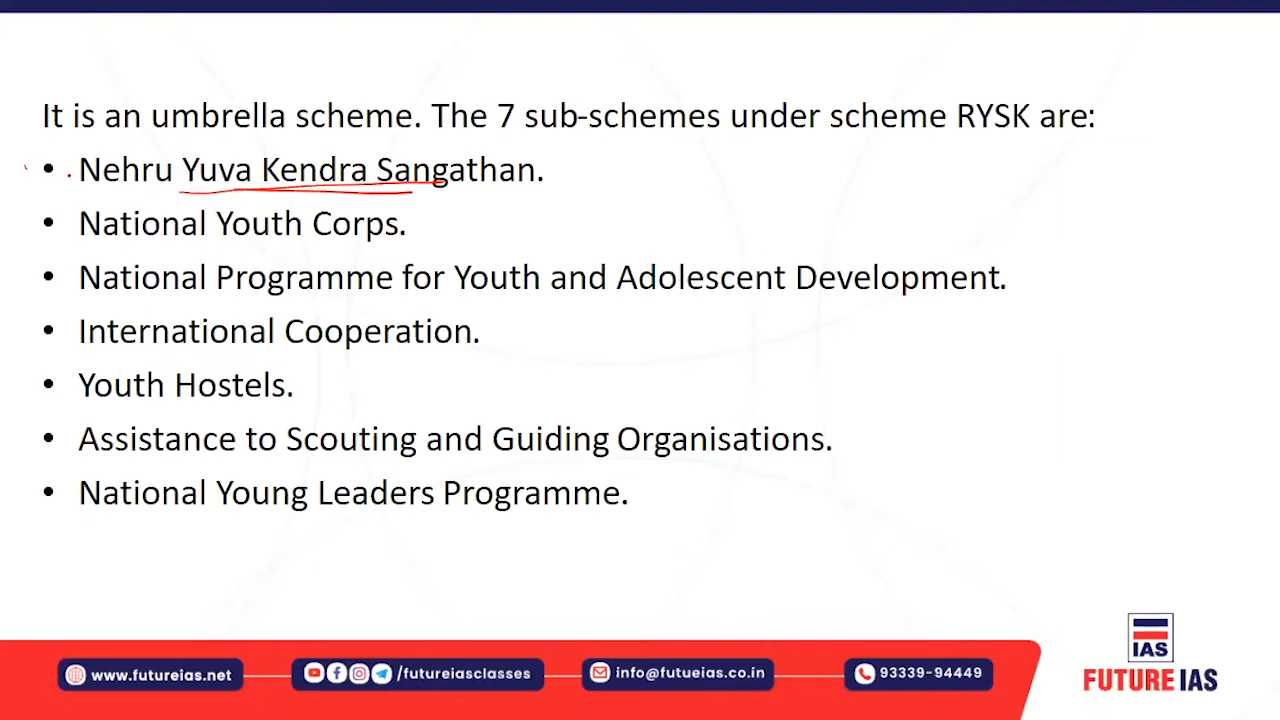 It is an umbrella scheme. The 7 sub-schemes under scheme RYSK are:
• Nehru Yuva Kendra Sangathan.
• National Youth Corps.
• National Programme for Youth and Adolescent Development.
• International Cooperation.
• Youth Hostels.
• Assistance to Scouting and Guiding Organisations.
• National Young Leaders Programme.
www.futureias.net
/futureiasclasses
info@futueias.co.in
93339-94449
IAS
FUTURE IAS